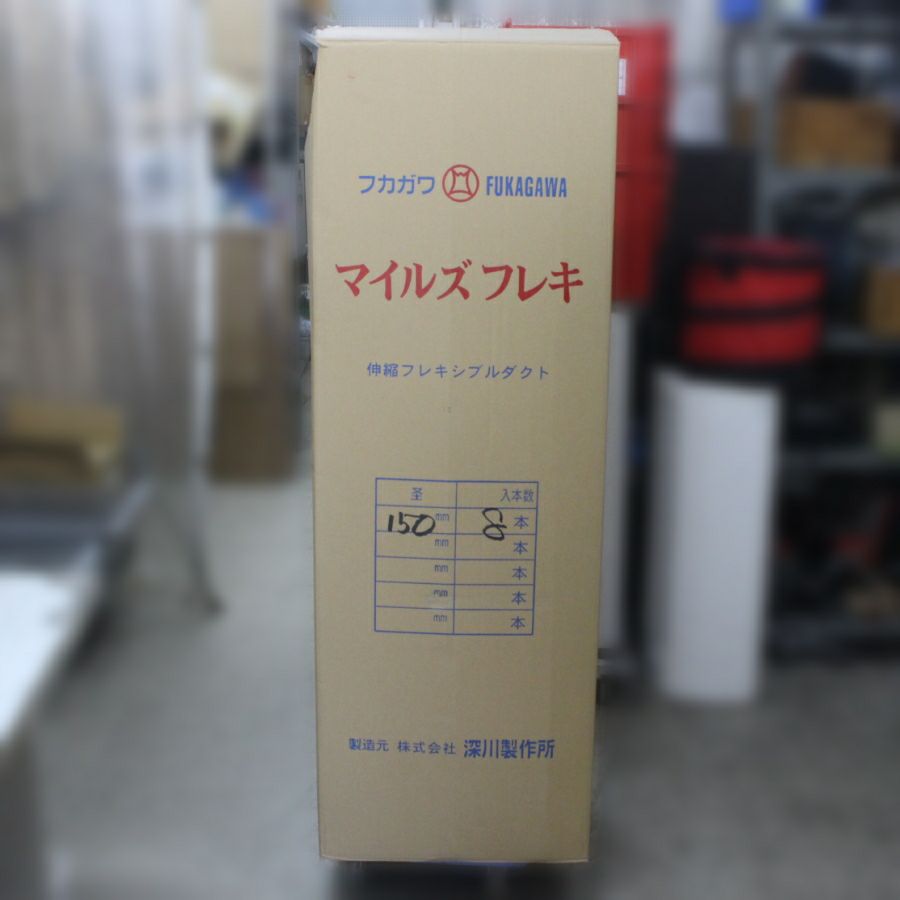 フカガワ FUKAGAWA
マイルズフレキ
伸縮フレキシブルダクト
圣 入本数
150 mm 8 本
mm 本
mm 本
mm 本
mm 本
製造元 株式会社 深川製作所